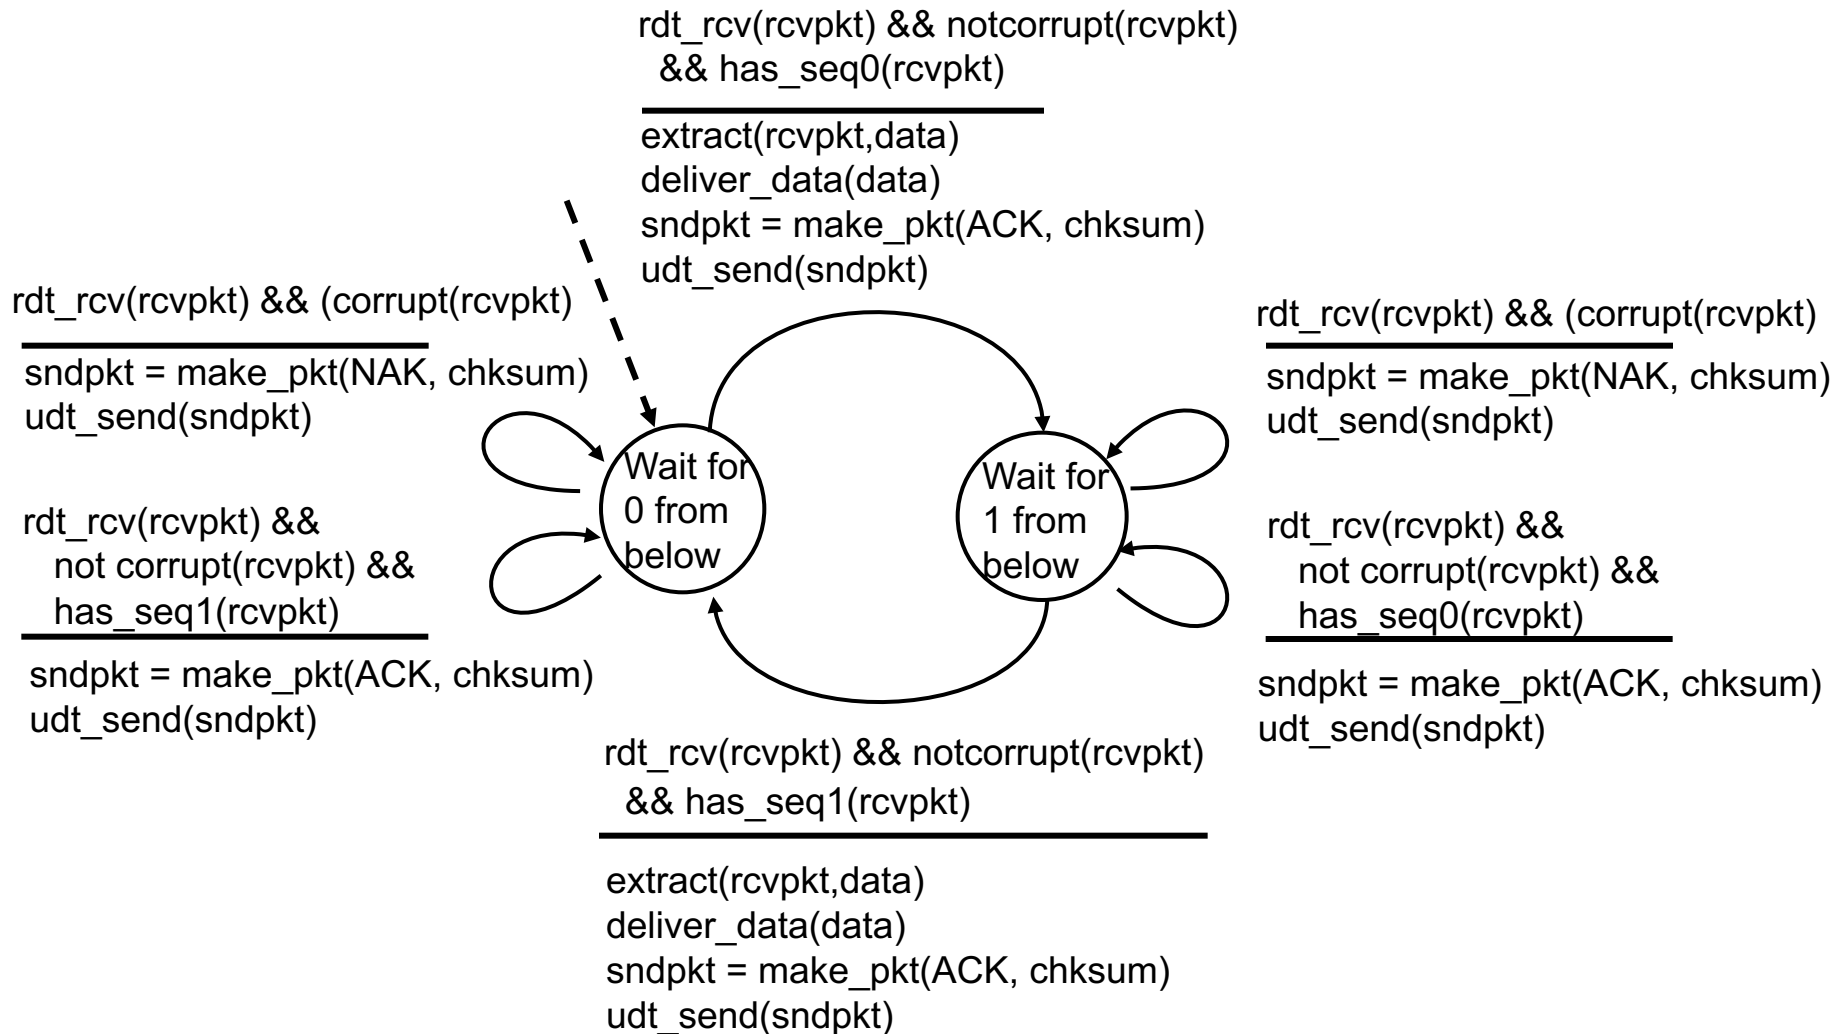 rdt_rcv(rcvpkt) && notcorrupt(rcvpkt)
&& has_seq0(rcvpkt)
extract(rcvpkt,data)
deliver_data(data)
sndpkt = make_pkt(ACK, chksum)
udt_send(sndpkt)
rdt_rcv(rcvpkt) && (corrupt(rcvpkt)
sndpkt = make_pkt(NAK, chksum)
udt_send(sndpkt)
rdt_rcv(rcvpkt) &&
not corrupt(rcvpkt) &&
has_seq1(rcvpkt)
sndpkt = make_pkt(ACK, chksum)
udt_send(sndpkt)
Wait for
0 from
below
Wait for
1 from
below
rdt_rcv(rcvpkt) && (corrupt(rcvpkt)
sndpkt = make_pkt(NAK, chksum)
udt_send(sndpkt)
rdt_rcv(rcvpkt) &&
not corrupt(rcvpkt) &&
has_seq0(rcvpkt)
sndpkt = make_pkt(ACK, chksum)
udt_send(sndpkt)
rdt_rcv(rcvpkt) && notcorrupt(rcvpkt)
&& has_seq1(rcvpkt)
extract(rcvpkt,data)
deliver_data(data)
sndpkt = make_pkt(ACK, chksum)
udt_send(sndpkt)